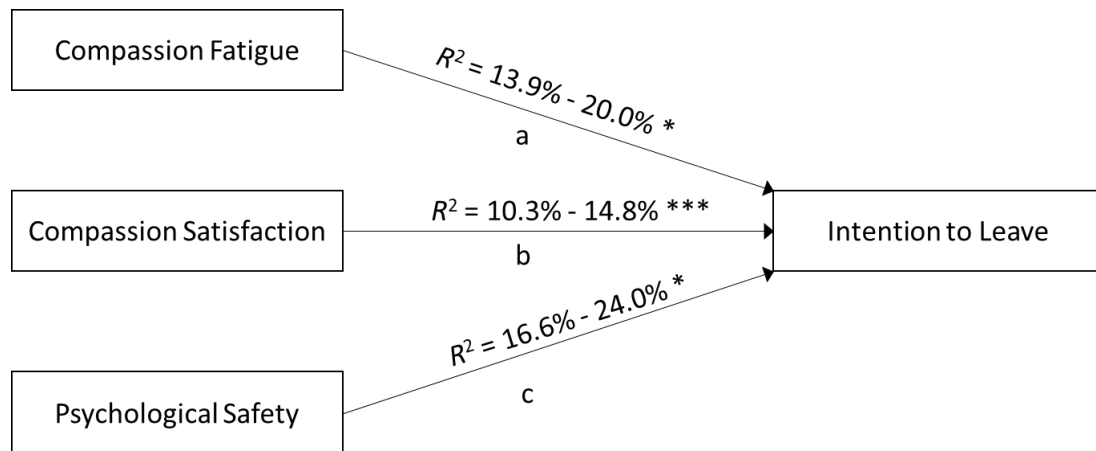 Compassion Fatigue
R² = 13.9% - 20.0% *
a
Compassion Satisfaction
R² = 10.3% - 14.8% ***
b
Intention to Leave
R² = 16.6% - 24.0% *
c
Psychological Safety